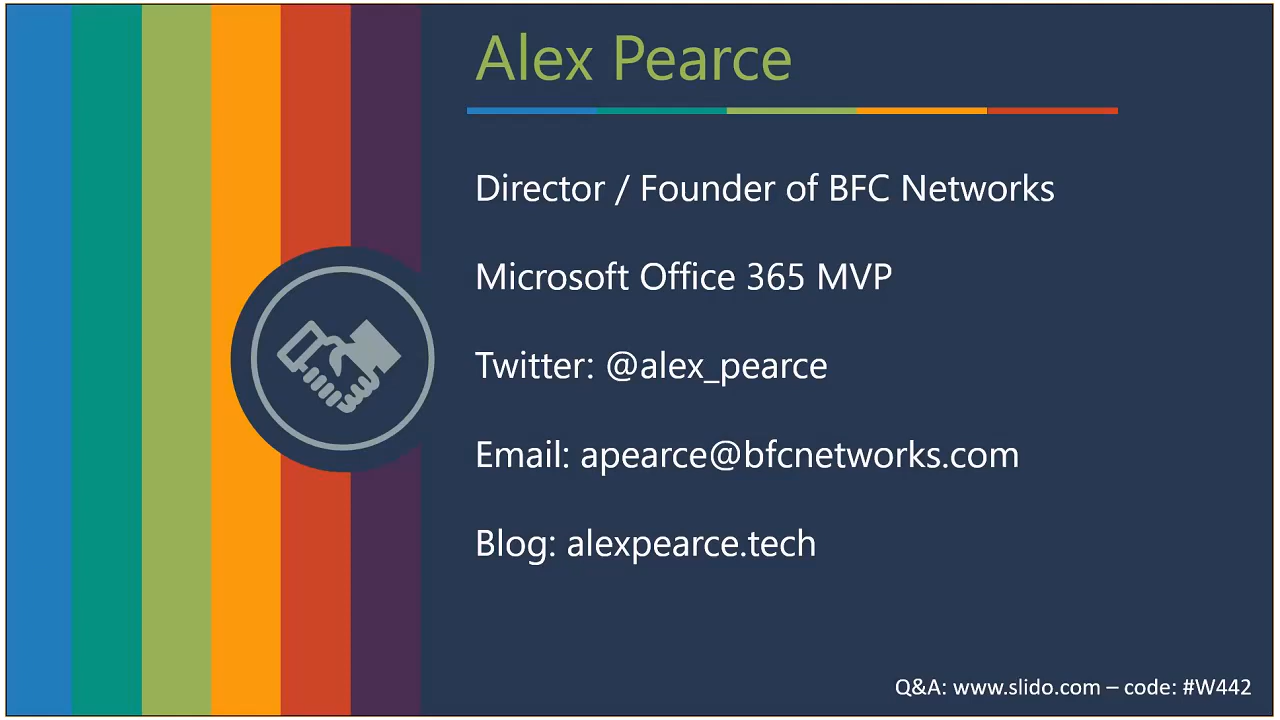 Alex Pearce
Director / Founder of BFC Networks
Microsoft Office 365 MVP
Twitter: @alex_pearce
Email: apearce@bfcnetworks.com
Blog: alexpearce.tech
Q&A: www.slido.com – code: #W442